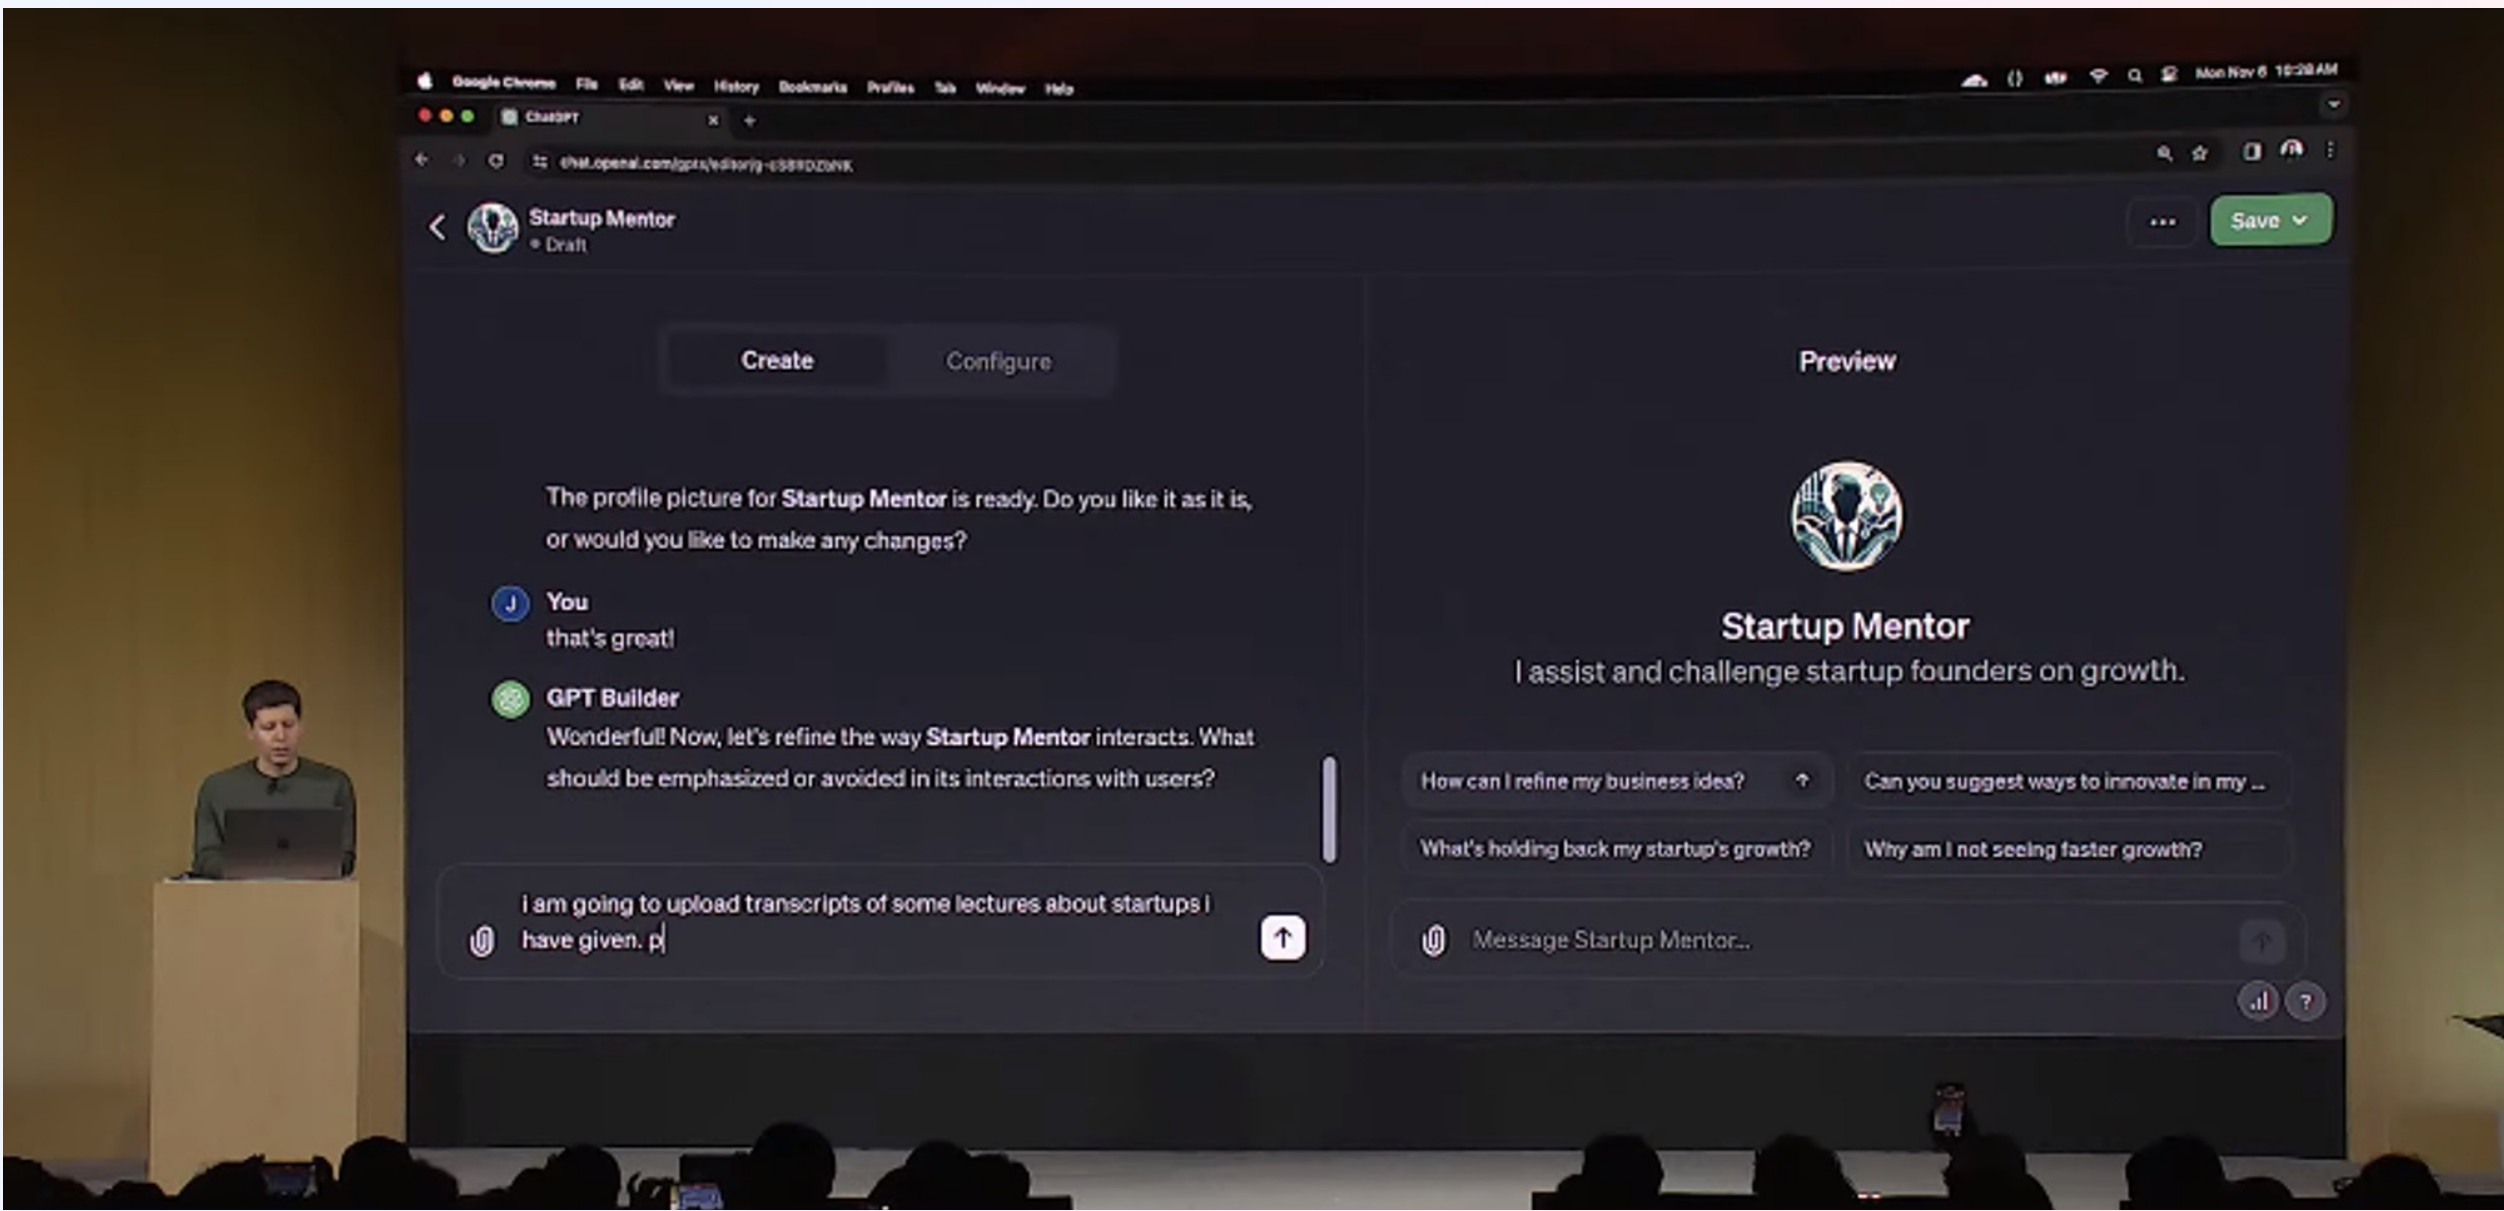 Google Chrome File Edit View History Bookmarks Profiles Tab Window Help
Mon Nov 6 10:28 AM
ChatGPT
Startup Mentor
Draft
Save
Create Configure
The profile picture for Startup Mentor is ready. Do you like it as it is,
or would you like to make any changes?
J You
that's great!
GPT Builder
Wonderful! Now, let's refine the way Startup Mentor interacts. What
should be emphasized or avoided in its interactions with users?
i am going to upload transcripts of some lectures about startups i
have given. p
Preview
Startup Mentor
I assist and challenge startup founders on growth.
How can I refine my business idea?
Can you suggest ways to innovate in my ...
What's holding back my startup's growth?
Why am I not seeing faster growth?
Message Startup Mentor...
?